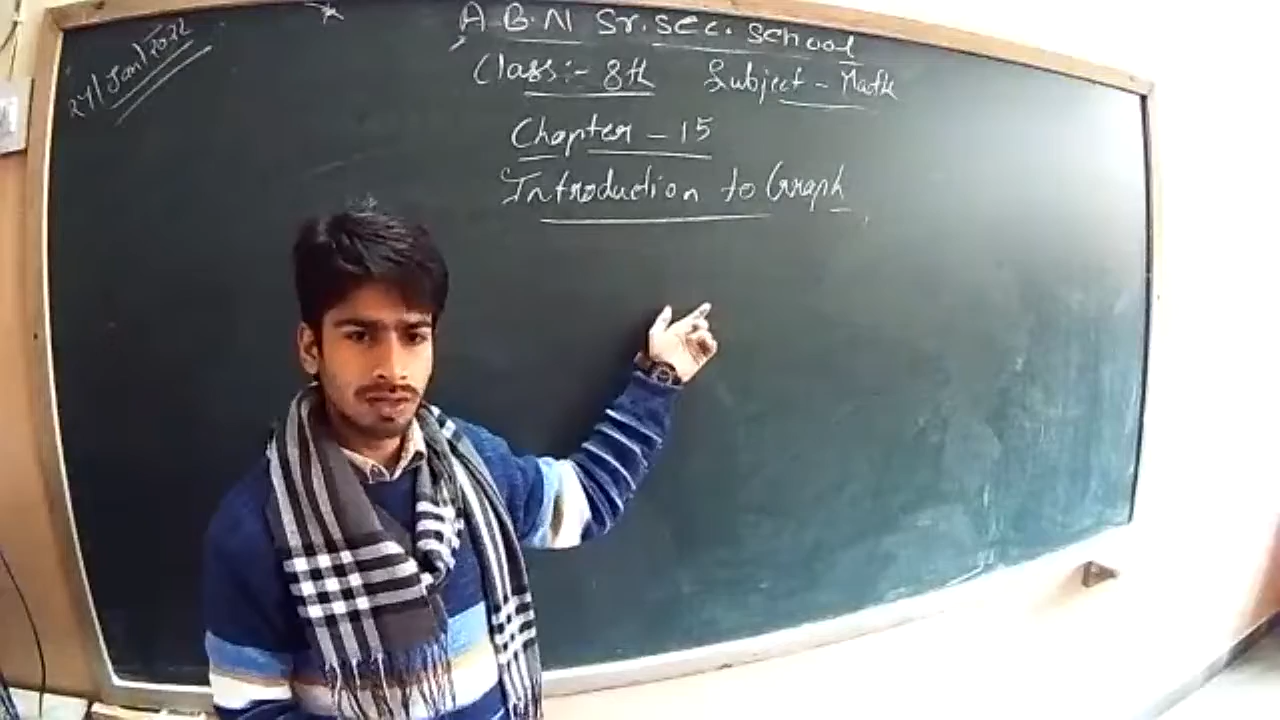 24/Jan/2022
A B.N Sr. Sec. School
Class:- 8th Subject - Math
Chapter - 15
Introduction to Graph